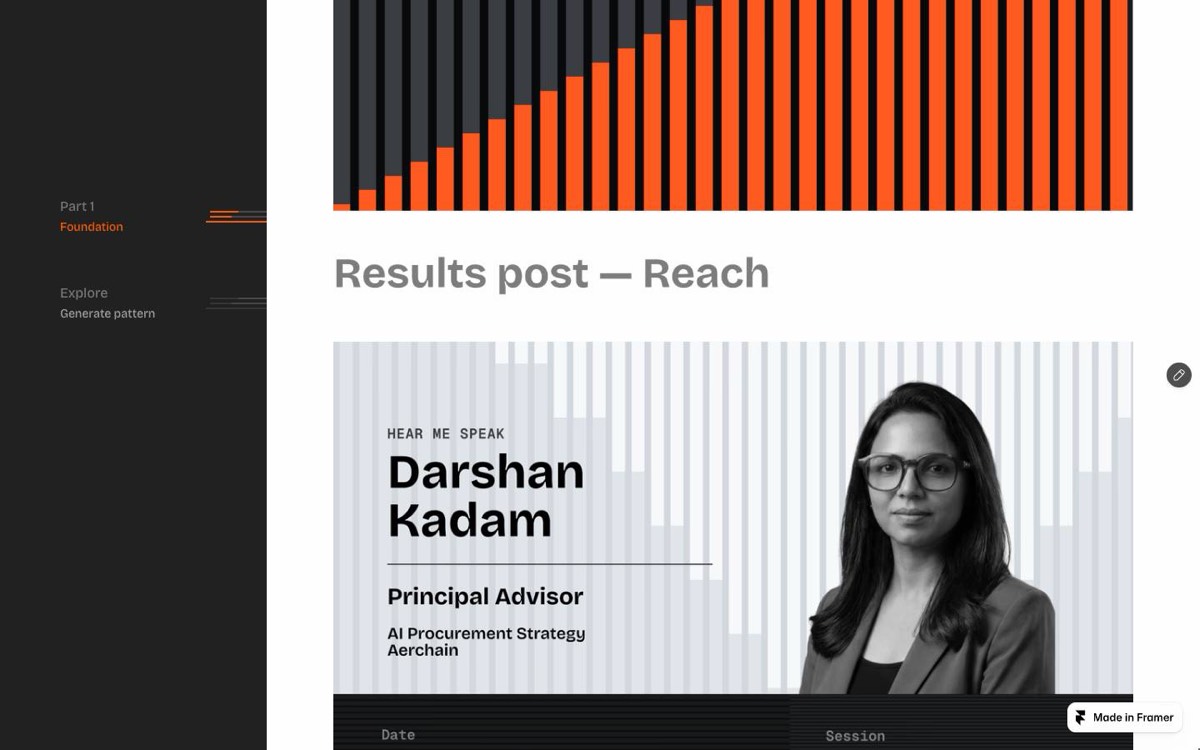 Part 1
Foundation
Explore
Generate pattern
Results post — Reach
HEAR ME SPEAK
Darshan
Kadam
Principal Advisor
AI Procurement Strategy
Aerchain
Date
Session
Made in Framer